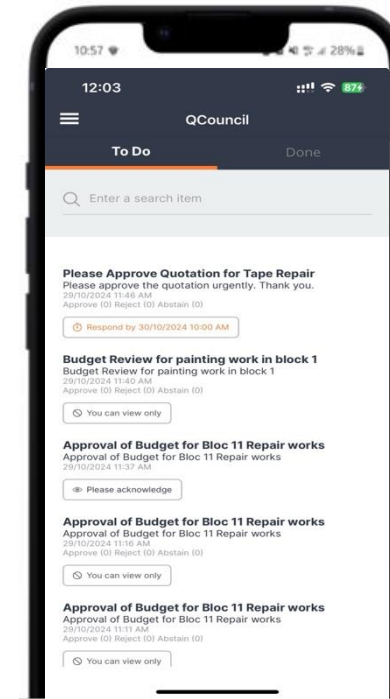 10:57
28%
12:03
87
QCouncil
To Do
Done
Enter a search item
Please Approve Quotation for Tape Repair
Please approve the quotation urgently. Thank you.
29/10/2024 11:46 AM
Approve (0) Reject (0) Abstain (0)
Respond by 30/10/2024 10:00 AM
Budget Review for painting work in block 1
Budget Review for painting work in block 1
29/10/2024 11:40 AM
Approve (0) Reject (0) Abstain (0)
You can view only
Approval of Budget for Bloc 11 Repair works
Approval of Budget for Bloc 11 Repair works
29/10/2024 11:37 AM
Please acknowledge
Approval of Budget for Bloc 11 Repair works
Approval of Budget for Bloc 11 Repair works
29/10/2024 11:16 AM
Approve (0) Reject (0) Abstain (0)
You can view only
Approval of Budget for Bloc 11 Repair works
Approval of Budget for Bloc 11 Repair works
29/10/2024 11:11 AM
Approve (0) Reject (0) Abstain (0)
You can view only